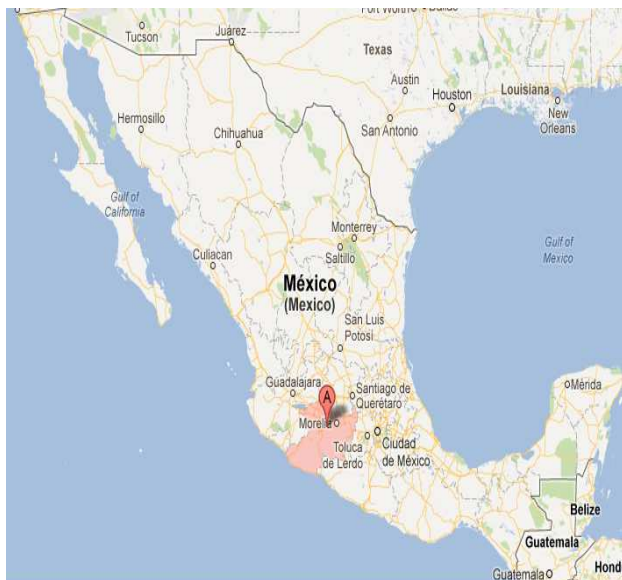 Fort Worth
Dallas
Tucson
Juárez
Texas
Austin
Louisiana
Houston
New
Orleans
San Antonio
Hermosillo
Chihuahua
Gulf of
California
Monterrey
Saltillo
Gulf of
Mexico
Culiacan
México
(Mexico)
San Luis
Potosi
Guadalajara
A
Santiago de
Querétaro
Mérida
Morelia
Toluca
de Lerdo
Ciudad
de México
Belize
Guatemala
Hond
Guatemala